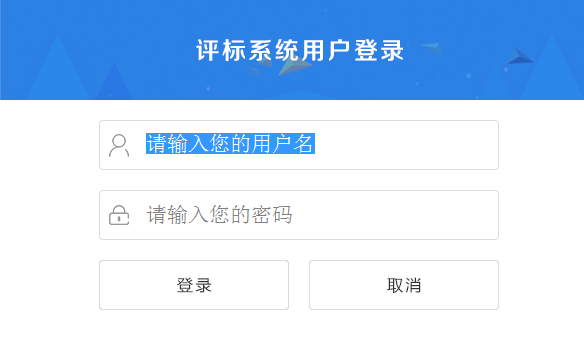 评标系统用户登录
请输入您的用户名
请输入您的密码
登录
取消